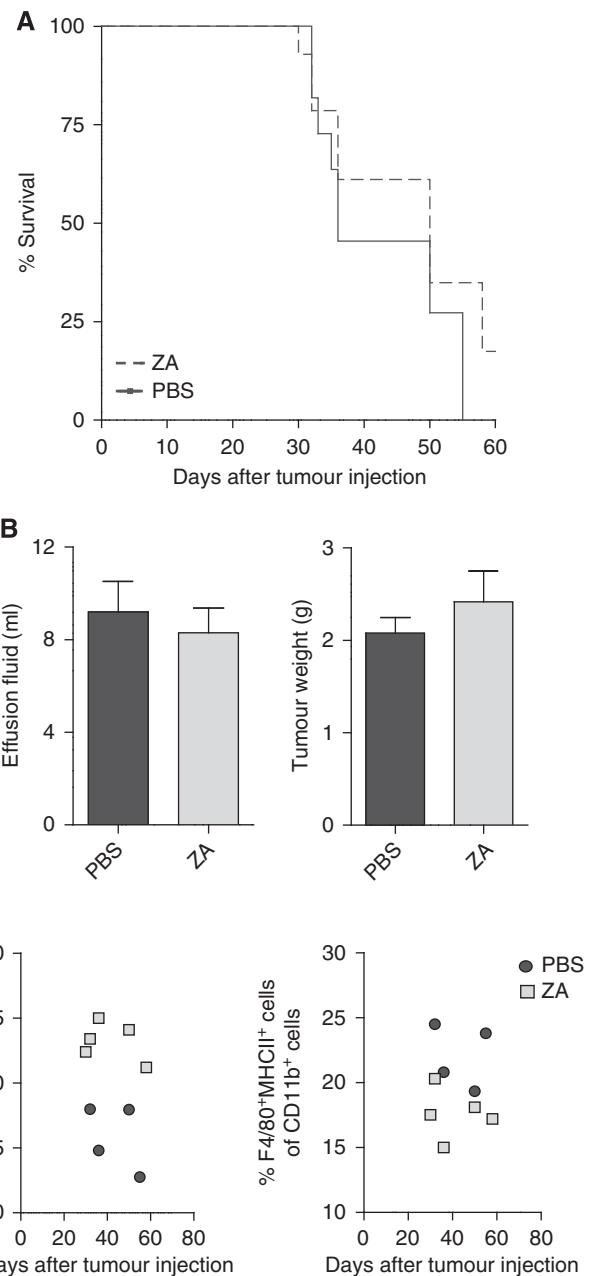 A
100
75
50
25
0
% Survival
ZA
PBS
0 10 20 30 40 50 60
Days after tumour injection
B
12
8
4
0
Effusion fluid (ml)
PBS ZA
3
2
1
0
Tumour weight (g)
PBS ZA
0
5
0
5
0
0 20 40 60 80
ays after tumour injection
30
25
20
15
10
% F4/80⁺MHCII⁺ cells
of CD11b⁺ cells
PBS
ZA
0 20 40 60 80
Days after tumour injection